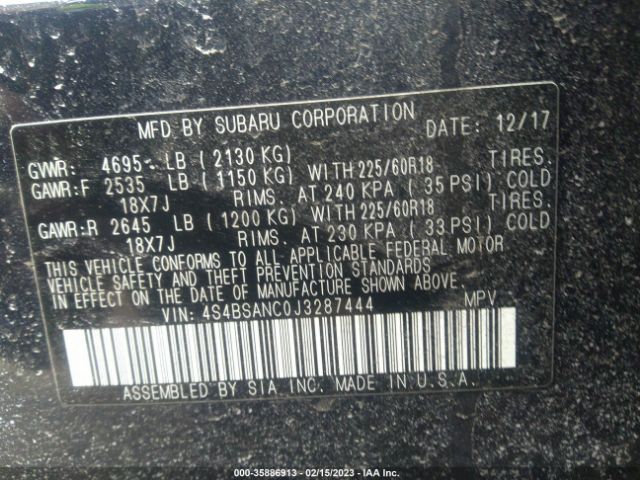 MFD BY SUBARU CORPORATION DATE: 12/17
GVWR: 4695 LB (2130 KG)
GAWR:F 2535 LB (1150 KG) WITH 225/60R18 TIRES.
18X7J RIMS. AT 240 KPA (35 PSI) COLD
GAWR:R 2645 LB (1200 KG) WITH 225/60R18 TIRES.
18X7J RIMS. AT 230 KPA (33 PSI) COLD
THIS VEHICLE CONFORMS TO ALL APPLICABLE FEDERAL MOTOR
VEHICLE SAFETY AND THEFT PREVENTION STANDARDS
IN EFFECT ON THE DATE OF MANUFACTURE SHOWN ABOVE.
VIN: 4S4BSANC0J3287444 MPV
ASSEMBLED BY SIA INC. MADE IN U.S.A.
000-35886913 - 02/15/2023 - IAA Inc.